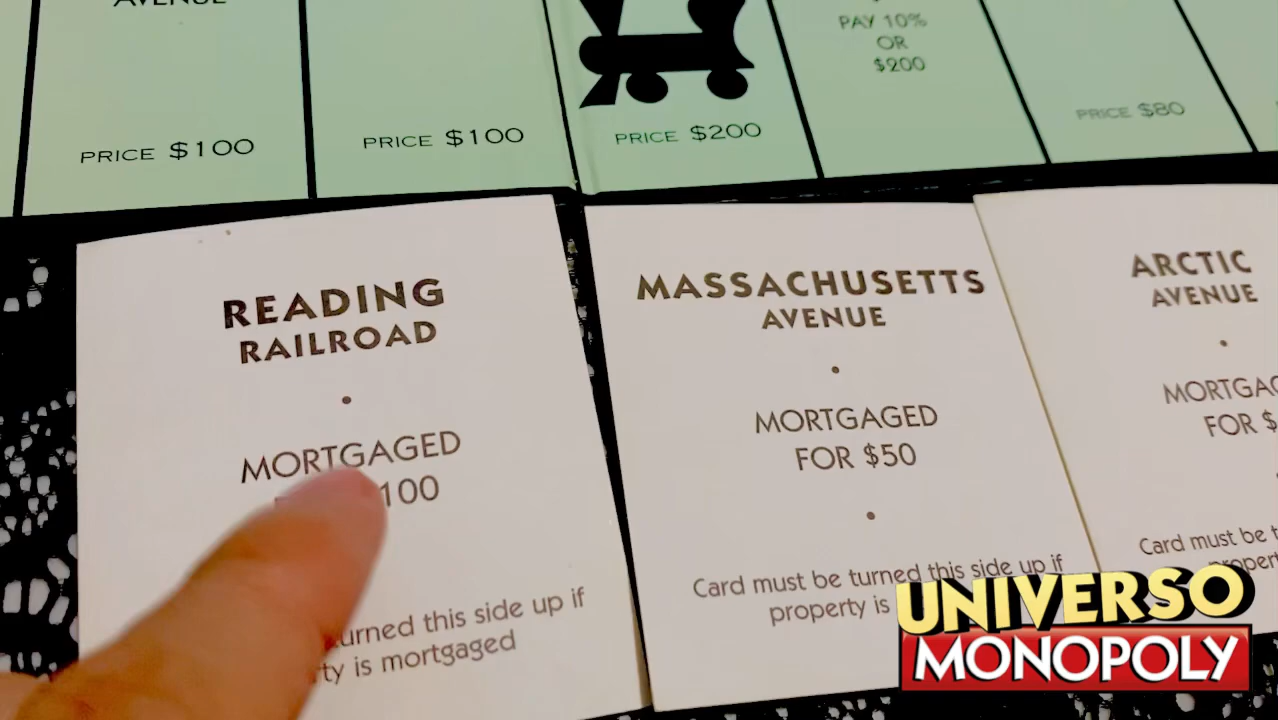 AVENUE
PRICE $100
PRICE $100
PRICE $200
PAY 10%
OR
$200
PRICE $80
READING
RAILROAD
MORTGAGED
100
turned this side up if
ty is mortgaged
MASSACHUSETTS
AVENUE
MORTGAGED
FOR $50
Card must be turned this side up if
property is
ARCTIC
AVENUE
MORTGAG
FOR $
Card must be t
UNIVERSO
MONOPOLY